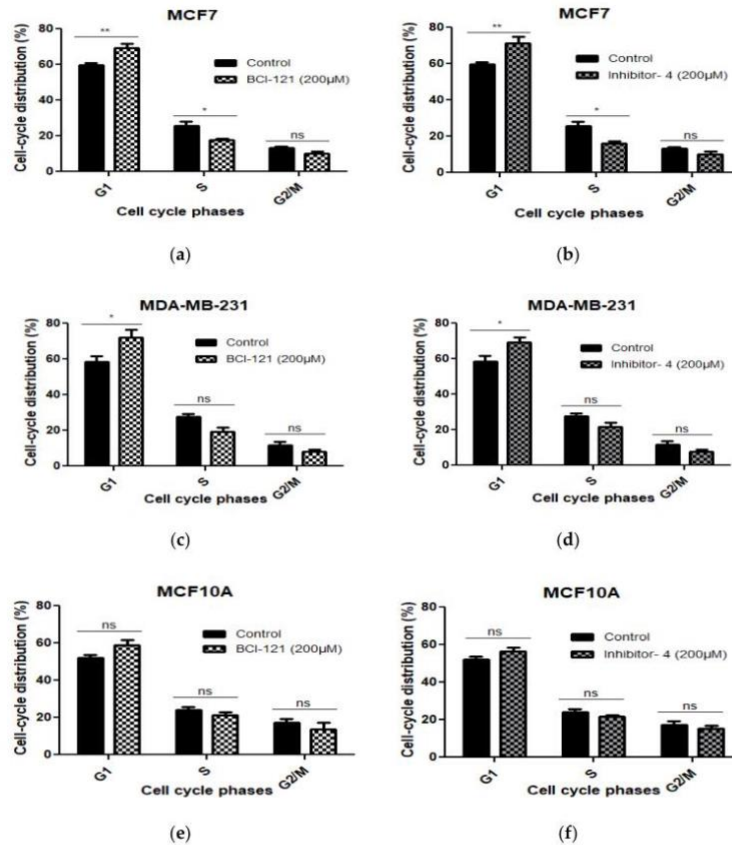 MCF7
**
Cell-cycle distribution (%)
80
60
40
20
0
Control
BCI-121 (200µM)
*
ns
G1
S
G2/M
Cell cycle phases
(a)
MCF7
**
Cell-cycle distribution (%)
80
60
40
20
0
Control
Inhibitor- 4 (200µM)
*
ns
G1
S
G2/M
Cell cycle phases
(b)
MDA-MB-231
*
Cell-cycle distribution (%)
80
60
40
20
0
Control
BCI-121 (200µM)
ns
ns
G1
S
G2/M
Cell cycle phases
(c)
MDA-MB-231
*
Cell-cycle distribution (%)
80
60
40
20
0
Control
Inhibitor- 4 (200µM)
ns
ns
G1
S
G2/M
Cell cycle phases
(d)
MCF10A
ns
Cell-cycle distribution (%)
80
60
40
20
0
Control
BCI-121 (200µM)
ns
ns
G1
S
G2/M
Cell cycle phases
(e)
MCF10A
ns
Cell-cycle distribution (%)
80
60
40
20
0
Control
Inhibitor- 4 (200µM)
ns
ns
G1
S
G2/M
Cell cycle phases
(f)